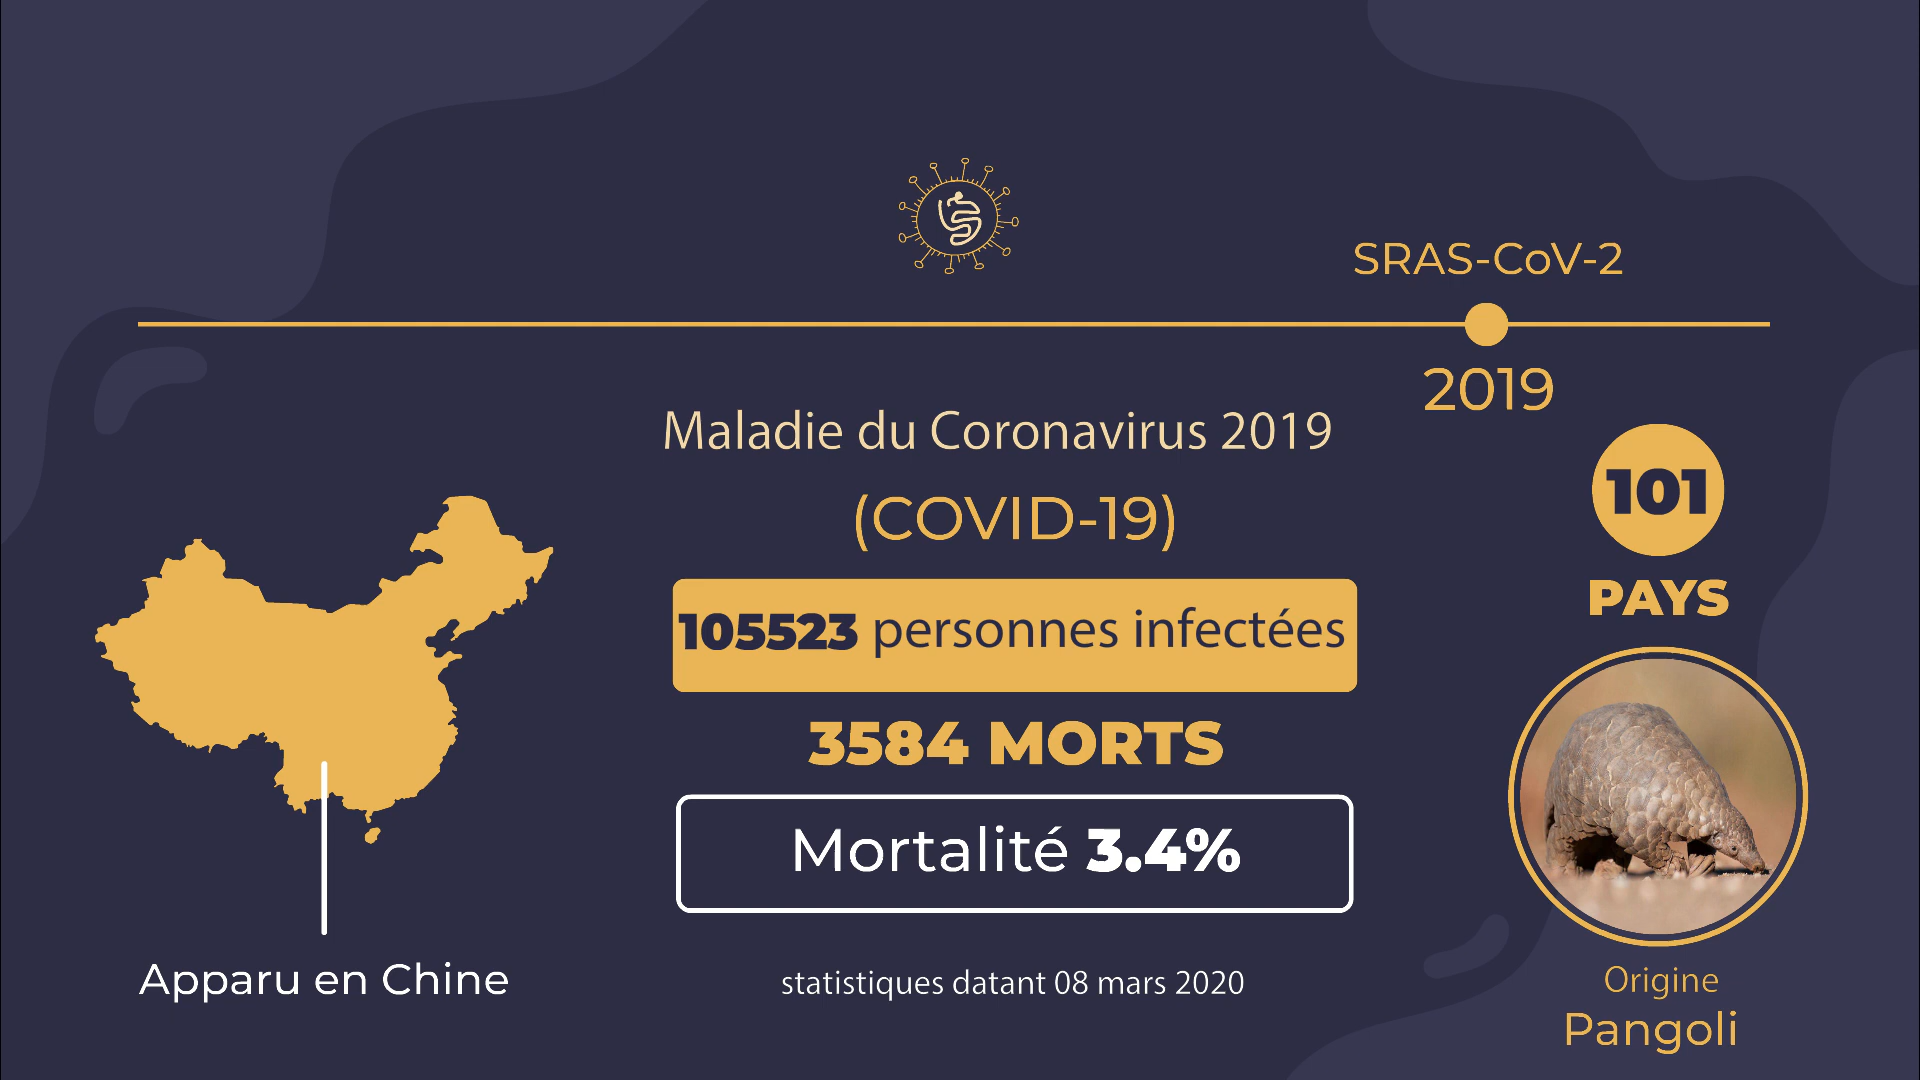 SRAS-CoV-2
2019
Maladie du Coronavirus 2019
(COVID-19)
101
PAYS
105523 personnes infectées
3584 MORTS
Mortalité 3.4%
Apparu en Chine
statistiques datant 08 mars 2020
Origine
Pangoli